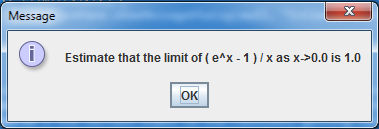 Message
Estimate that the limit of ( e^x - 1 ) / x as x->0.0 is 1.0
OK